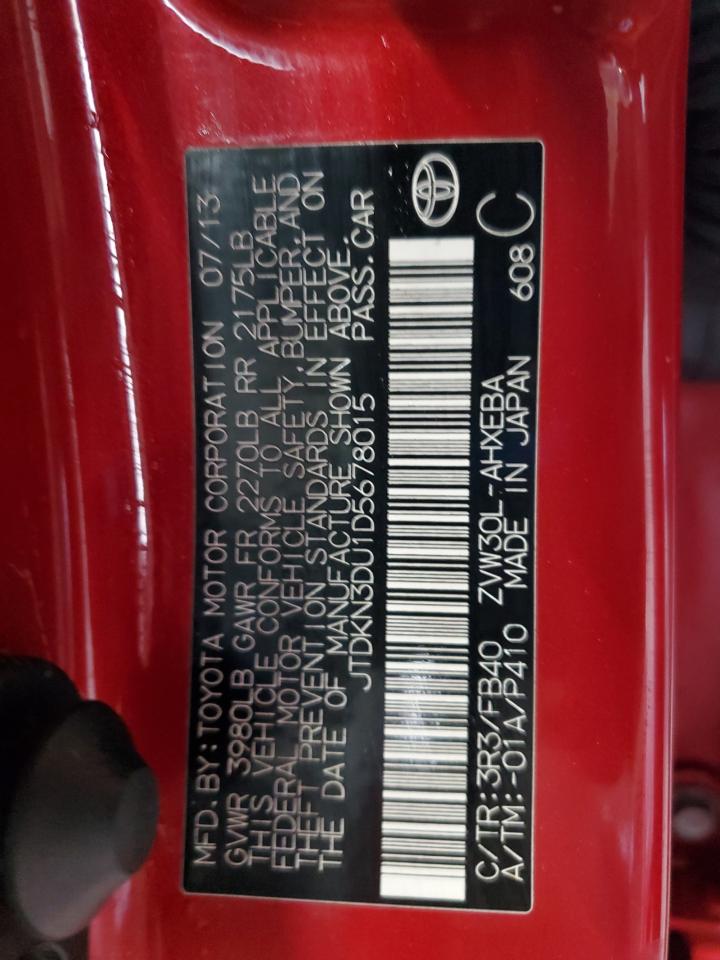 MFD. BY: TOYOTA MOTOR CORPORATION 07/13
GVWR 3980LB GAWR FR 2270LB RR 2175LB
THIS VEHICLE CONFORMS TO ALL APPLICABLE
FEDERAL MOTOR VEHICLE SAFETY, BUMPER, AND
THEFT PREVENTION STANDARDS IN EFFECT ON
THE DATE OF MANUFACTURE SHOWN ABOVE.
JTDKN3DU1D5678015 PASS. CAR
C/TR: 3R3/FB40 ZVW30L-AHXEBA
A/TM: -01A/P410 MADE IN JAPAN 608 C